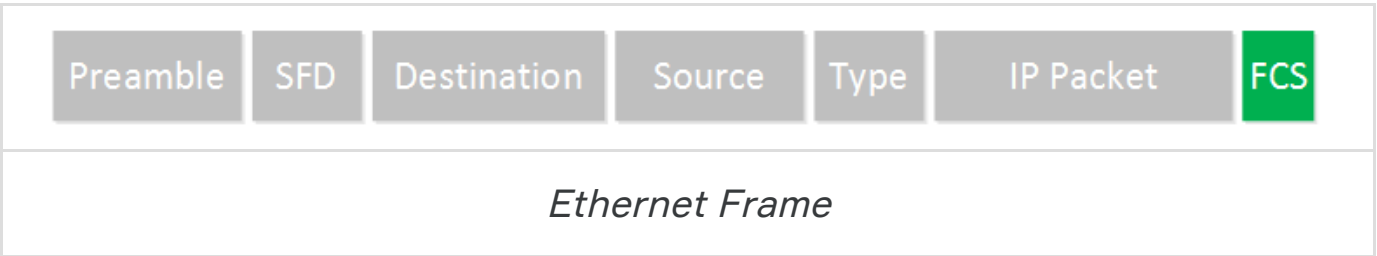 Preamble SFD Destination Source Type IP Packet FCS
Ethernet Frame